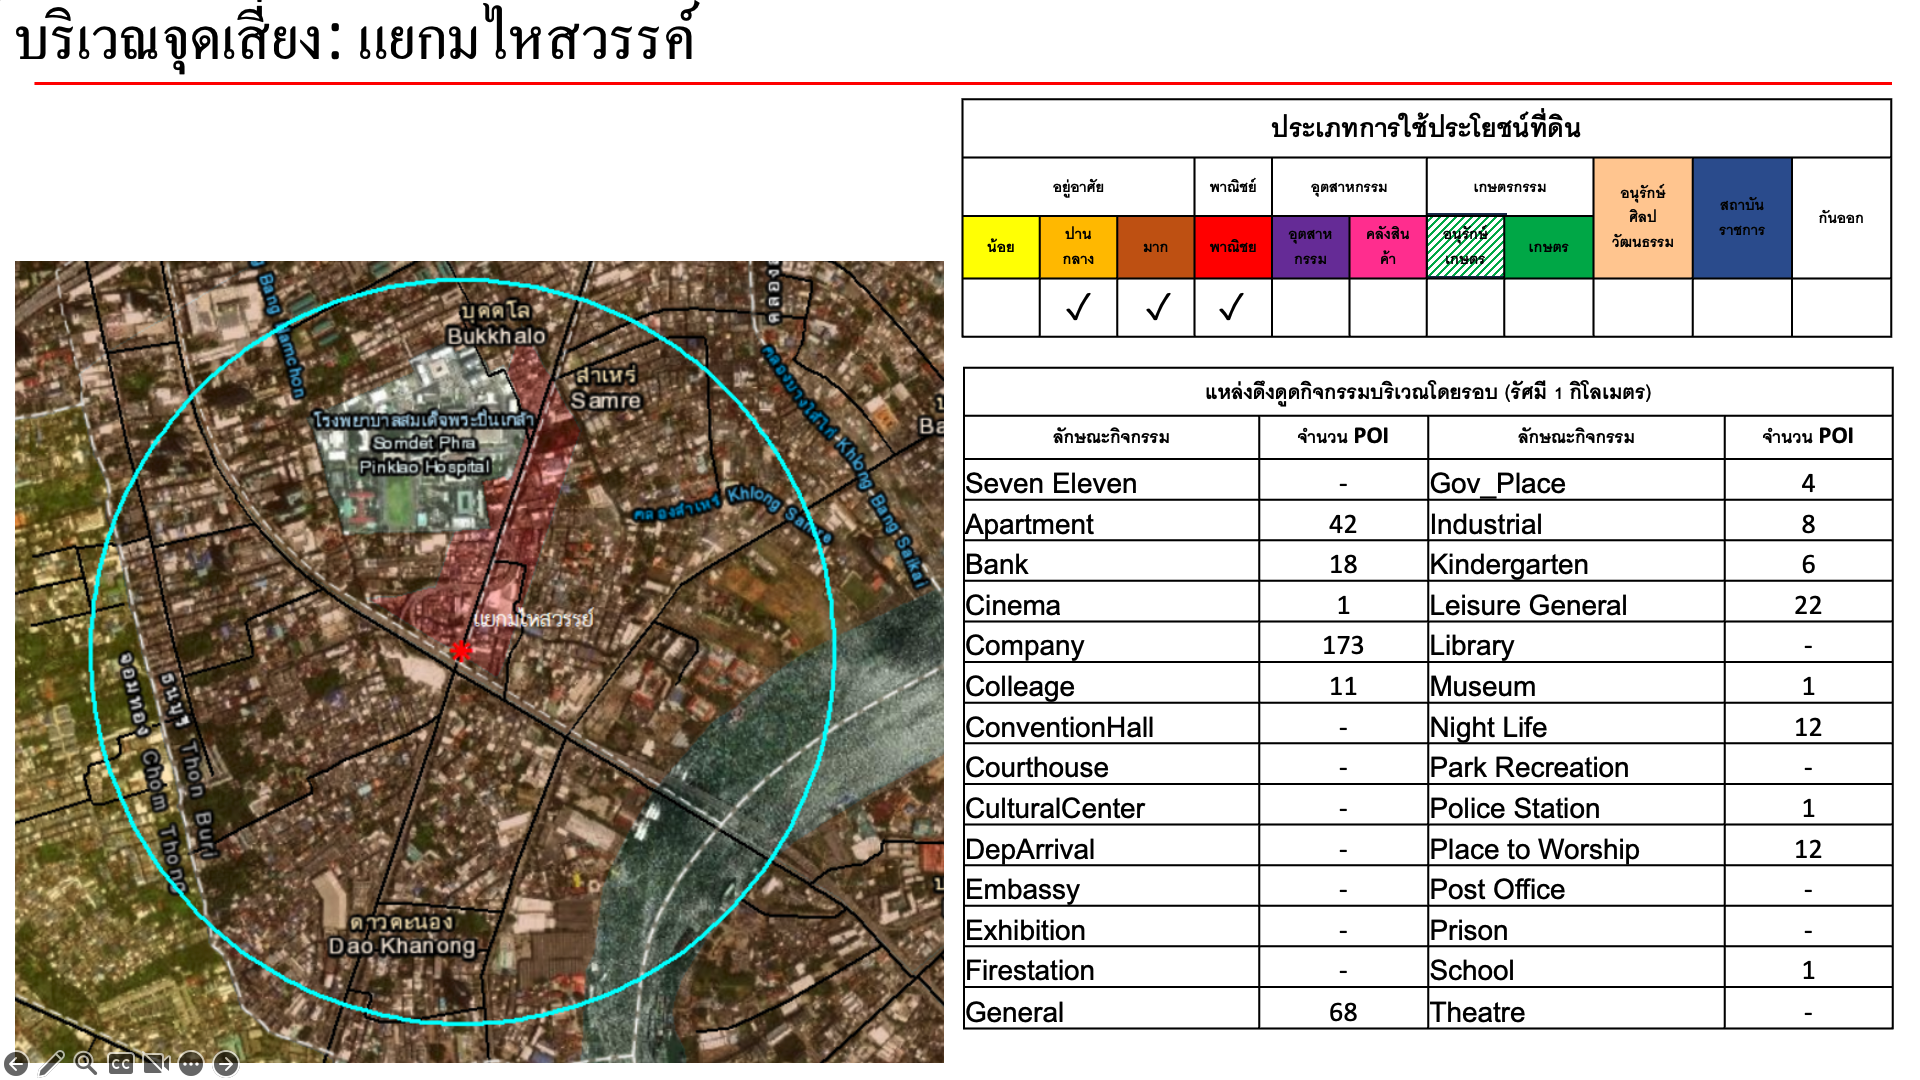 บริเวณจุดเสี่ยง: แยกมไหสวรรค์
ประเภทการใช้ประโยชน์ที่ดิน
อยู่อาศัย พาณิชย์ อุตสาหกรรม เกษตรกรรม อนุรักษ์ศิลปวัฒนธรรม สถาบันราชการ กันออก
น้อย ปานกลาง มาก พาณิชย อุตสาหกรรม คลังสินค้า อนุรักษ์เกษตร เกษตร
✓ ✓ ✓
แหล่งดึงดูดกิจกรรมบริเวณโดยรอบ (รัศมี 1 กิโลเมตร)
ลักษณะกิจกรรม จำนวน POI ลักษณะกิจกรรม จำนวน POI
Seven Eleven - Gov_Place 4
Apartment 42 Industrial 8
Bank 18 Kindergarten 6
Cinema 1 Leisure General 22
Company 173 Library -
Colleage 11 Museum 1
ConventionHall - Night Life 12
Courthouse - Park Recreation -
CulturalCenter - Police Station 1
DepArrival - Place to Worship 12
Embassy - Post Office -
Exhibition - Prison -
Firestation - School 1
General 68 Theatre -
บุคคโล
Bukkhalo
สำเหร่
Samre
โรงพยาบาลสมเด็จพระปิ่นเกล้า
Somdet Phra
Pinklao Hospital
คลองสำเหร่ Khlong Samre
คลองบางไส้ไก่ Khlong Bang Saikai
แยกมไหสวรรย์
ธนบุรี Thon Buri
จอมทอง Chom Thong
ดาวคะนอง
Dao Khanong
CC